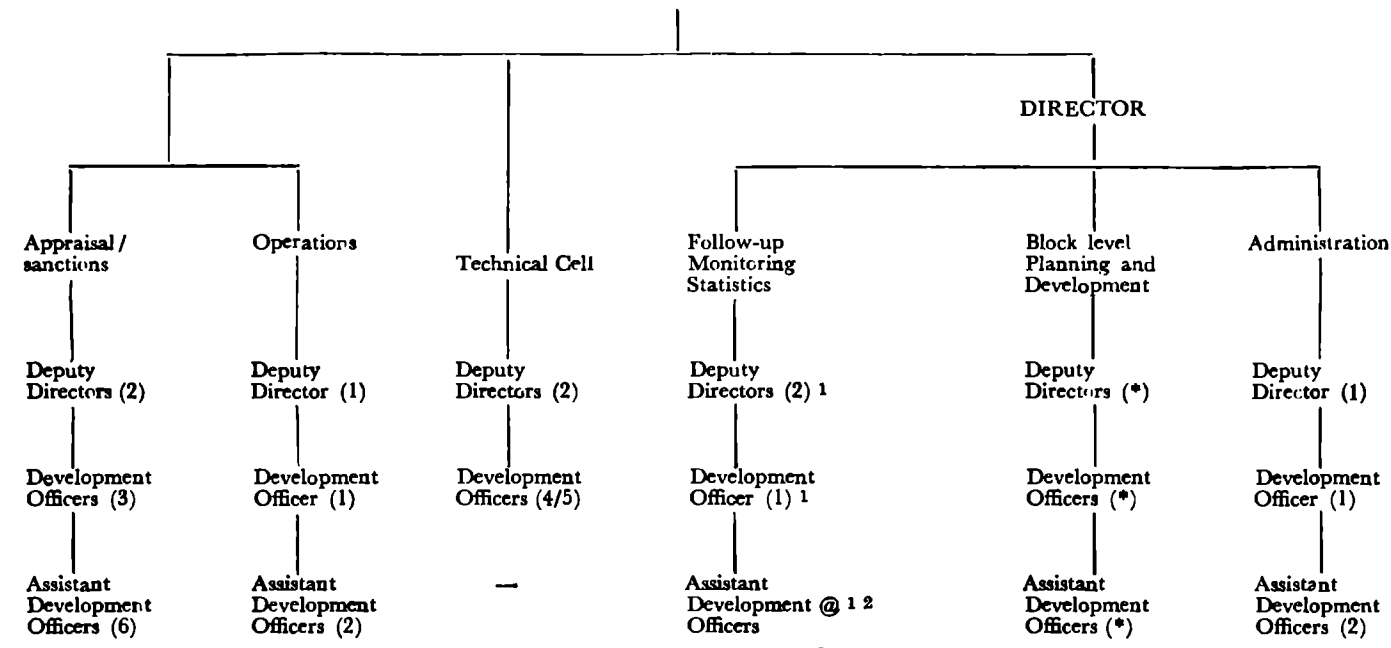 DIRECTOR
Appraisal/
sanctions
Operations
Technical Cell
Follow-up
Monitoring
Statistics
Block level
Planning and
Development
Administration
Deputy
Directors (2)
Deputy
Director (1)
Deputy
Directors (2)
Deputy
Directors (2) 1
Deputy
Directors (*)
Deputy
Director (1)
Development
Officers (3)
Development
Officer (1)
Development
Officers (4/5)
Development
Officer (1) 1
Development
Officers (*)
Development
Officer (1)
Assistant
Development
Officers (6)
Assistant
Development
Officers (2)
—
Assistant
Development @ 1 2
Officers
Assistant
Development
Officers (*)
Assistant
Development
Officers (2)